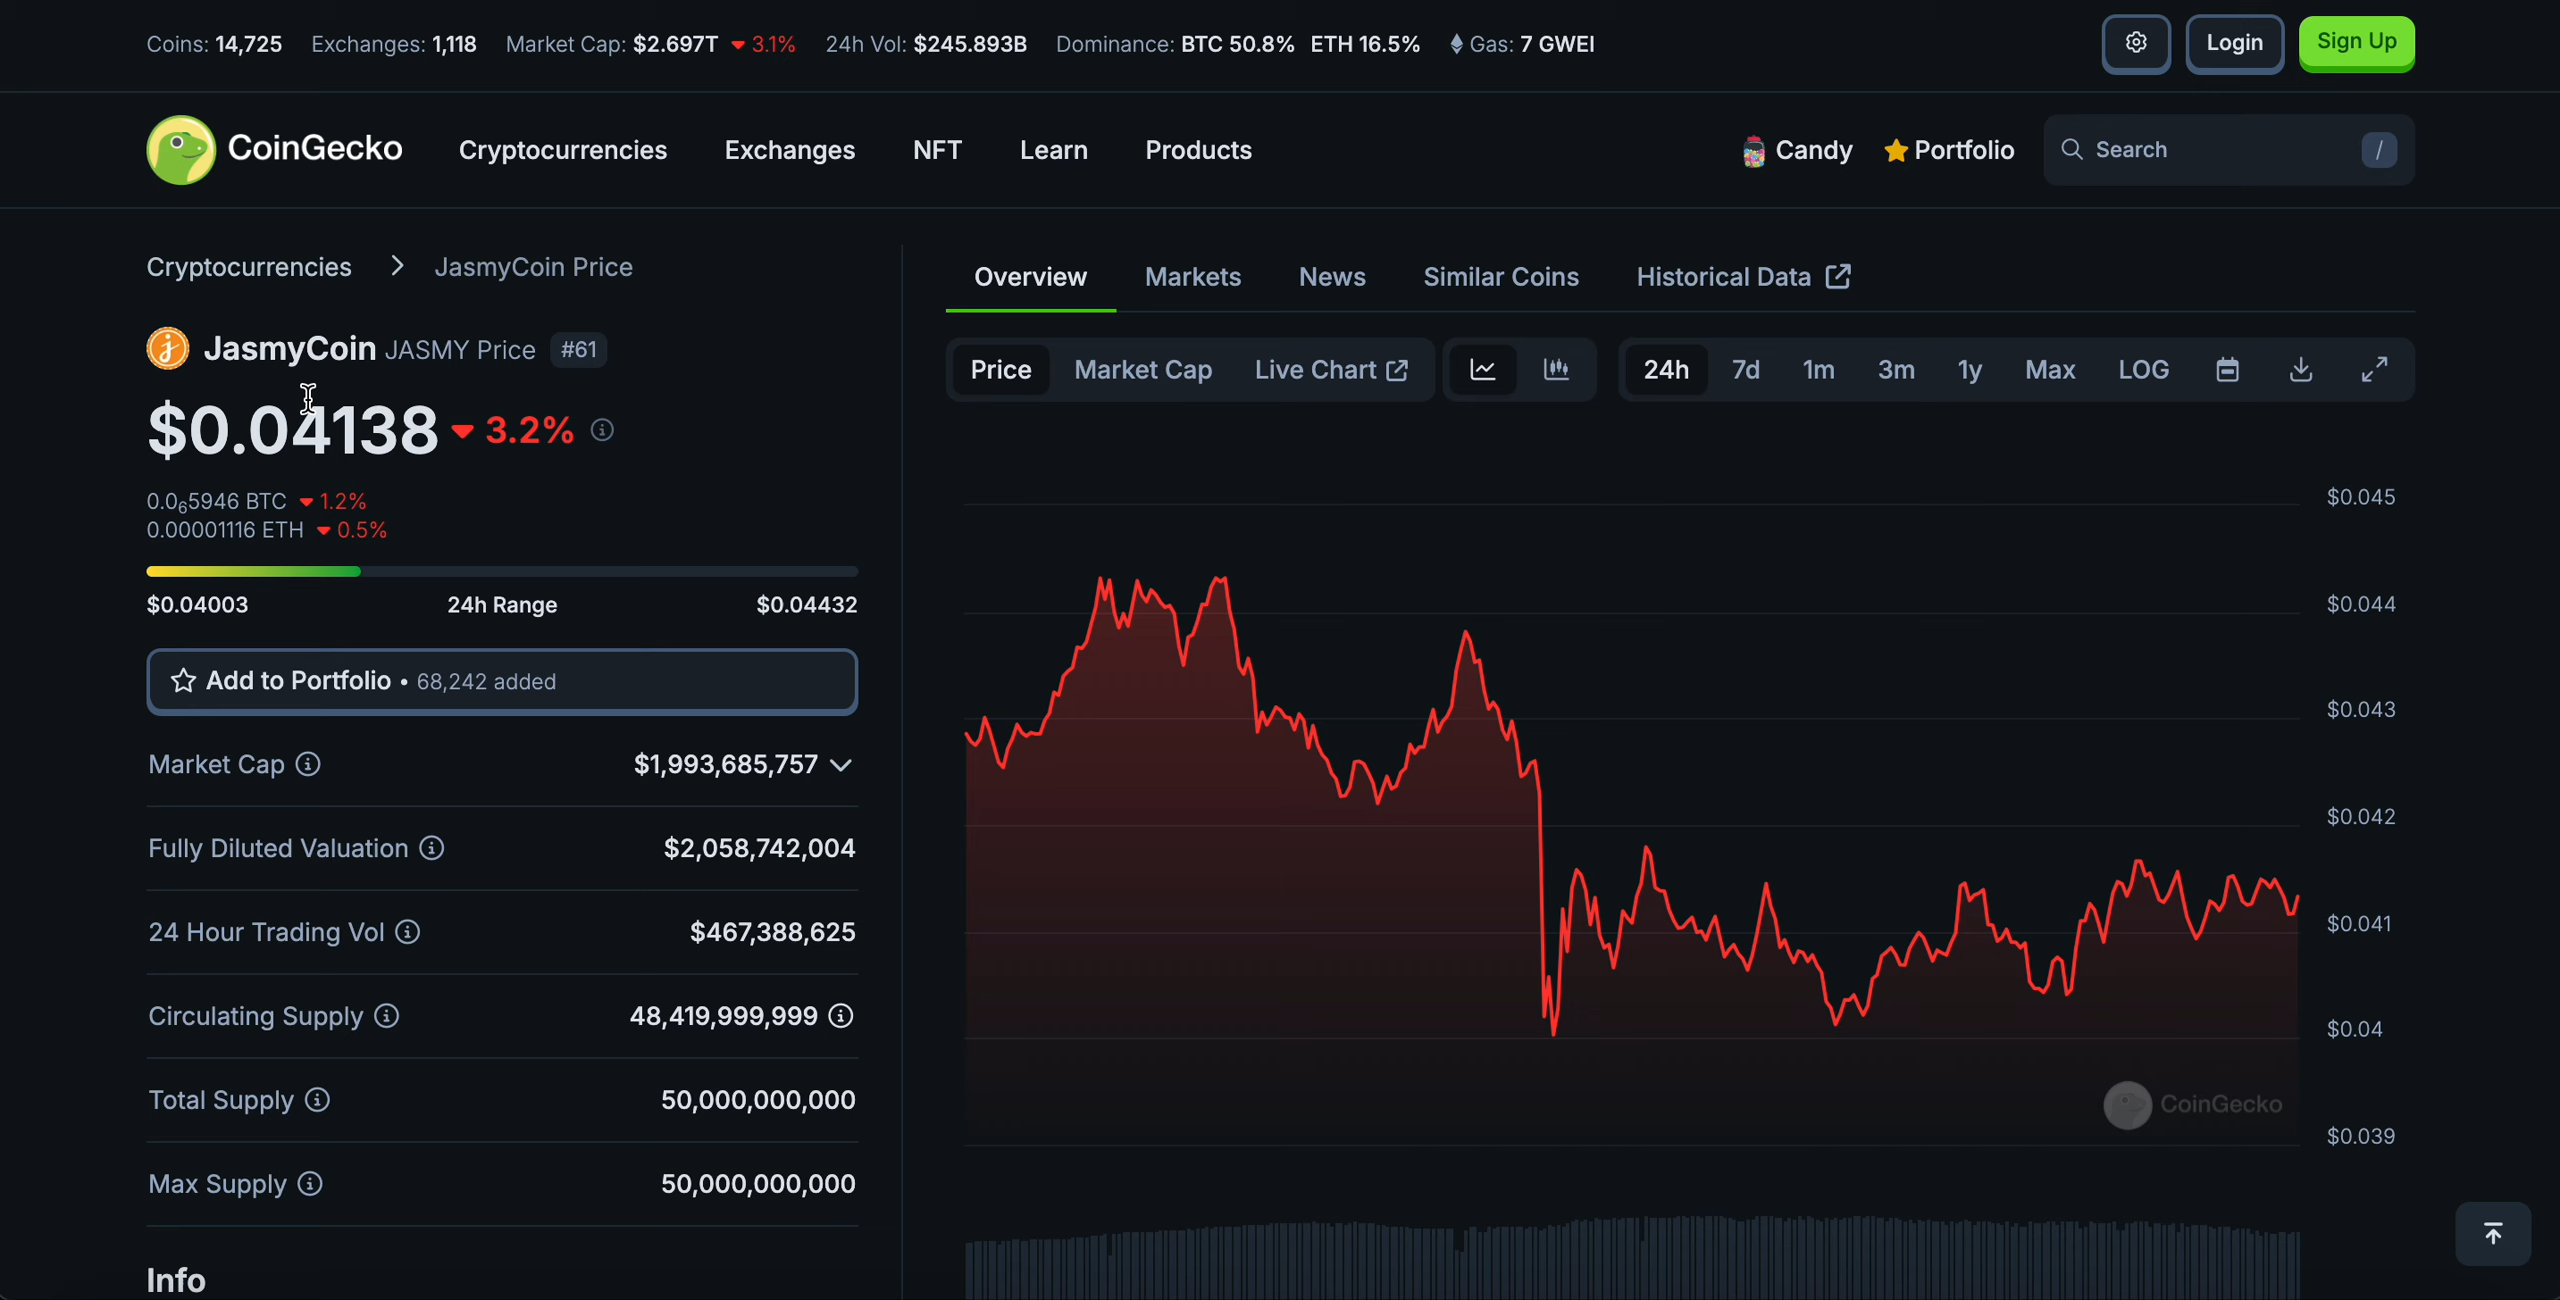 Coins: 14,725 Exchanges: 1,118 Market Cap: $2.697T 3.1% 24h Vol: $245.893B Dominance: BTC 50.8% ETH 16.5% Gas: 7 GWEI
Login
Sign Up
CoinGecko
Cryptocurrencies Exchanges NFT Learn Products
Candy Portfolio Search /
Cryptocurrencies > JasmyCoin Price
JasmyCoin JASMY Price #61
$0.04138 3.2%
0.0₆5946 BTC 1.2%
0.00001116 ETH 0.5%
$0.04003 24h Range $0.04432
Add to Portfolio • 68,242 added
Market Cap $1,993,685,757
Fully Diluted Valuation $2,058,742,004
24 Hour Trading Vol $467,388,625
Circulating Supply 48,419,999,999
Total Supply 50,000,000,000
Max Supply 50,000,000,000
Info
Overview Markets News Similar Coins Historical Data
Price Market Cap Live Chart 24h 7d 1m 3m 1y Max LOG
$0.045
$0.044
$0.043
$0.042
$0.041
$0.04
CoinGecko
$0.039